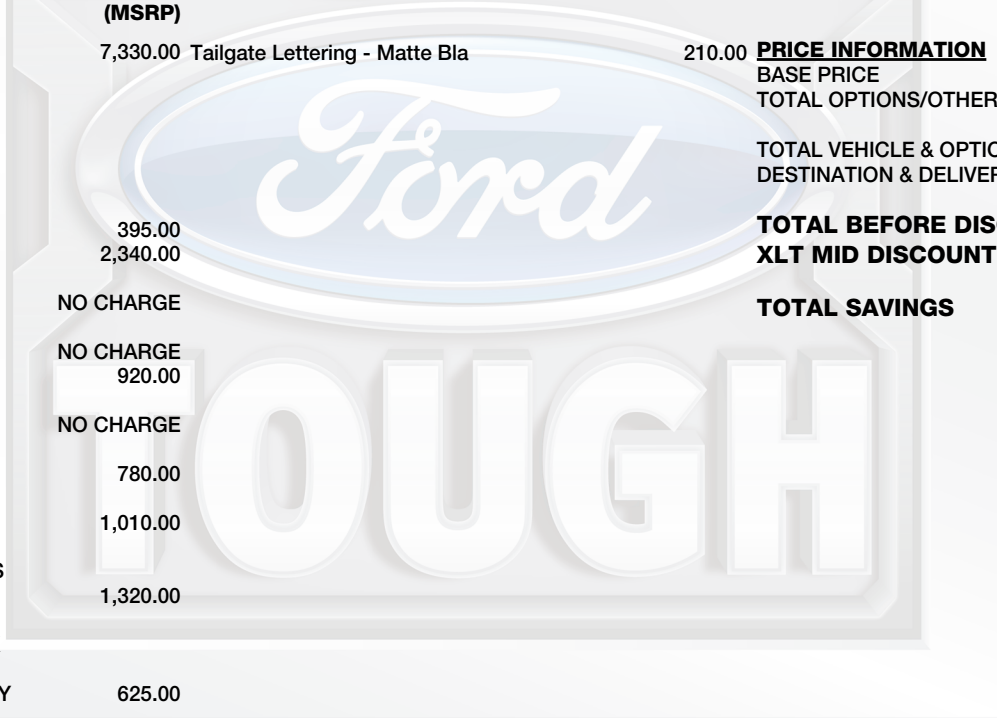 (MSRP)
7,330.00 Tailgate Lettering - Matte Bla 210.00 PRICE INFORMATION
BASE PRICE
TOTAL OPTIONS/OTHER
TOTAL VEHICLE & OPTIO
DESTINATION & DELIVER
395.00 TOTAL BEFORE DISC
2,340.00 XLT MID DISCOUNT
NO CHARGE TOTAL SAVINGS
NO CHARGE
920.00
NO CHARGE
780.00
1,010.00
S
1,320.00
Y 625.00
Ford
TOUGH